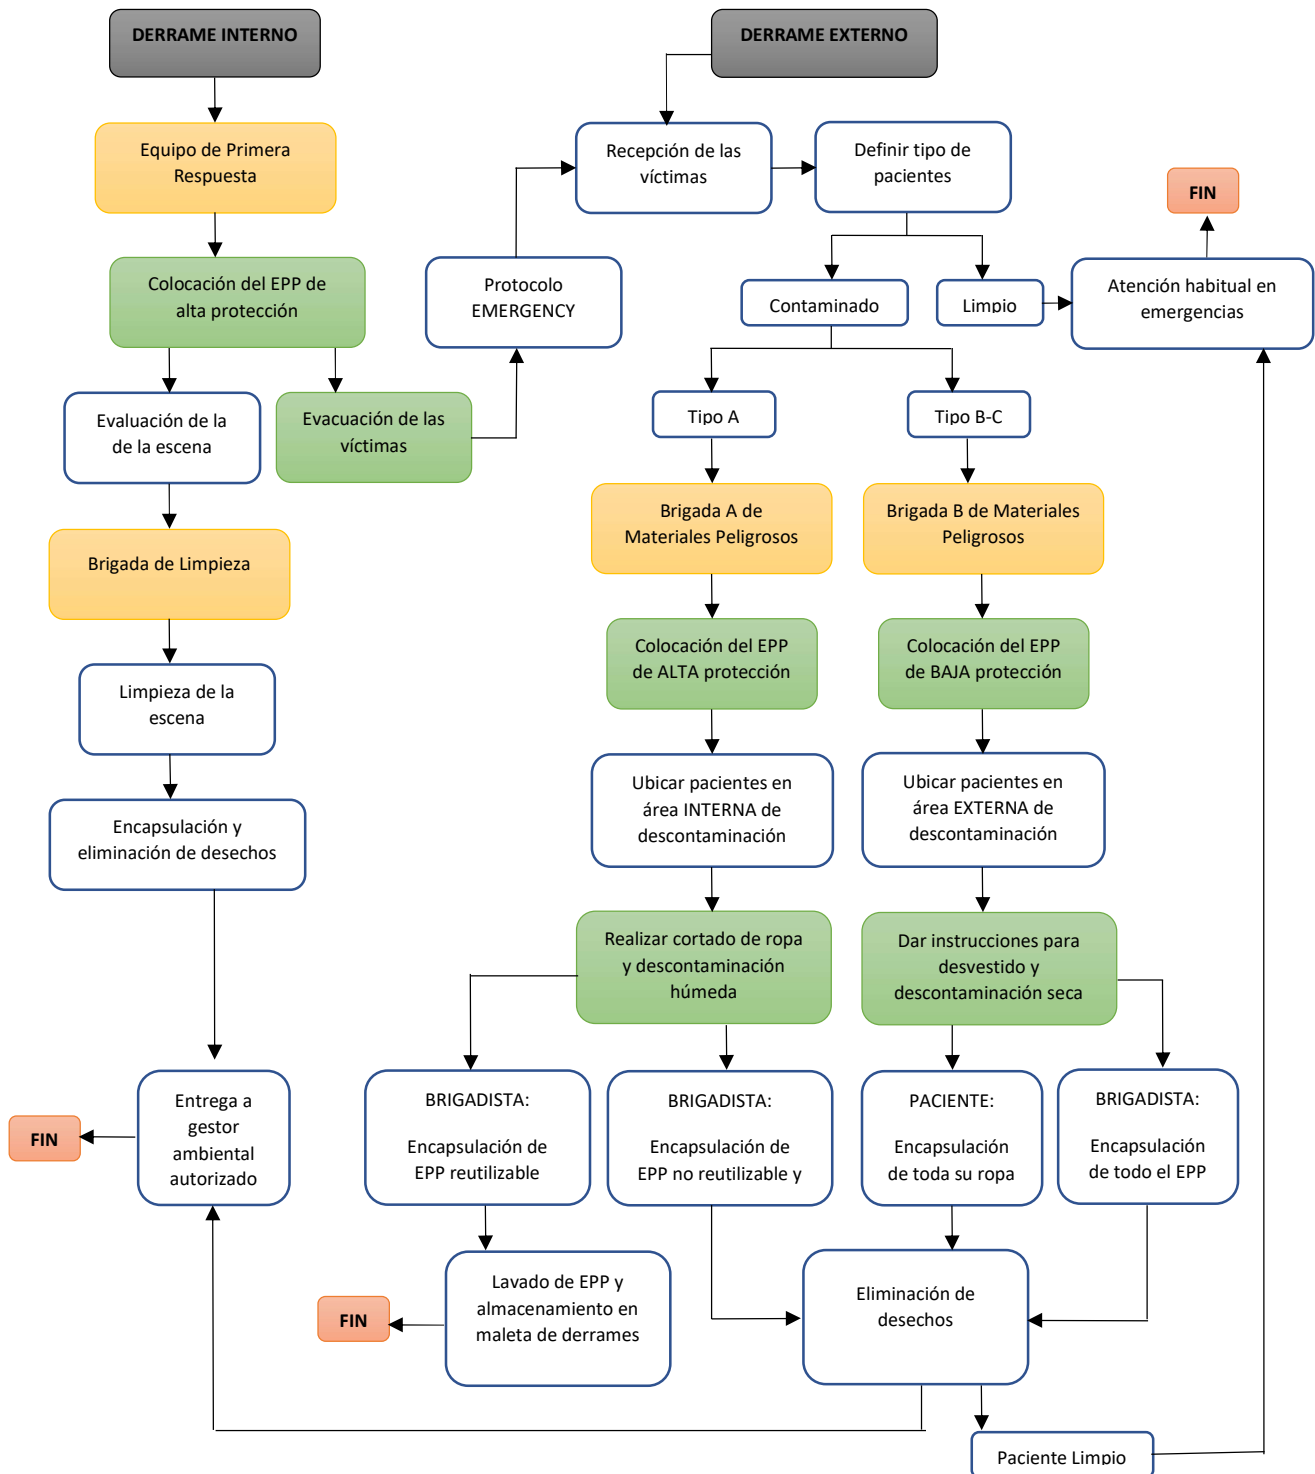 DERRAME INTERNO
DERRAME EXTERNO
Equipo de Primera
Respuesta
Recepción de las
víctimas
Definir tipo de
pacientes
FIN
Colocación del EPP de
alta protección
Protocolo
EMERGENCY
Contaminado
Limpio
Atención habitual en
emergencias
Evaluación de la
de la escena
Evacuación de las
víctimas
Tipo A
Tipo B-C
Brigada de Limpieza
Brigada A de
Materiales Peligrosos
Brigada B de Materiales
Peligrosos
Limpieza de la
escena
Colocación del EPP
de ALTA protección
Colocación del EPP
de BAJA protección
Encapsulación y
eliminación de desechos
Ubicar pacientes en
área INTERNA de
descontaminación
Ubicar pacientes en
área EXTERNA de
descontaminación
Realizar cortado de ropa
y descontaminación
húmeda
Dar instrucciones para
desvestido y
descontaminación seca
FIN
Entrega a
gestor
ambiental
autorizado
BRIGADISTA:
Encapsulación de
EPP reutilizable
BRIGADISTA:
Encapsulación de
EPP no reutilizable y
PACIENTE:
Encapsulación
de toda su ropa
BRIGADISTA:
Encapsulación
de todo el EPP
FIN
Lavado de EPP y
almacenamiento en
maleta de derrames
Eliminación de
desechos
Paciente Limpio